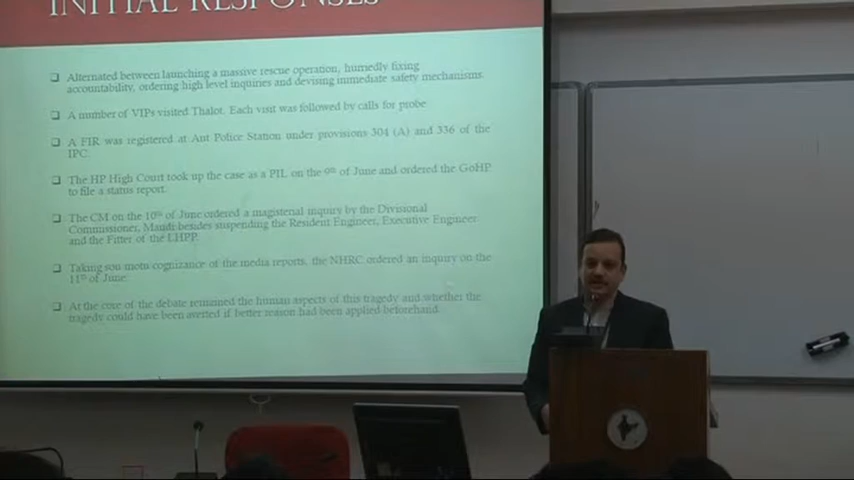 INITIAL RESPONSES
Alternated between launching a massive rescue operation, hurriedly fixing
accountability, ordering high level inquiries and devising immediate safety mechanisms.
A number of VIPs visited Thalot. Each visit was followed by calls for probe.
A FIR was registered at Aut Police Station under provisions 304 (A) and 336 of the
IPC.
The HP High Court took up the case as a PIL on the 9th of June and ordered the GoHP
to file a status report.
The CM on the 10th of June ordered a magisterial inquiry by the Divisional
Commissioner, Mandi besides suspending the Resident Engineer, Executive Engineer
and the Fitter of the LHPP.
Taking sou motu cognizance of the media reports, the NHRC ordered an inquiry on the
11th of June.
At the core of the debate remained the human aspects of this tragedy and whether the
tragedy could have been averted if better reason had been applied beforehand.